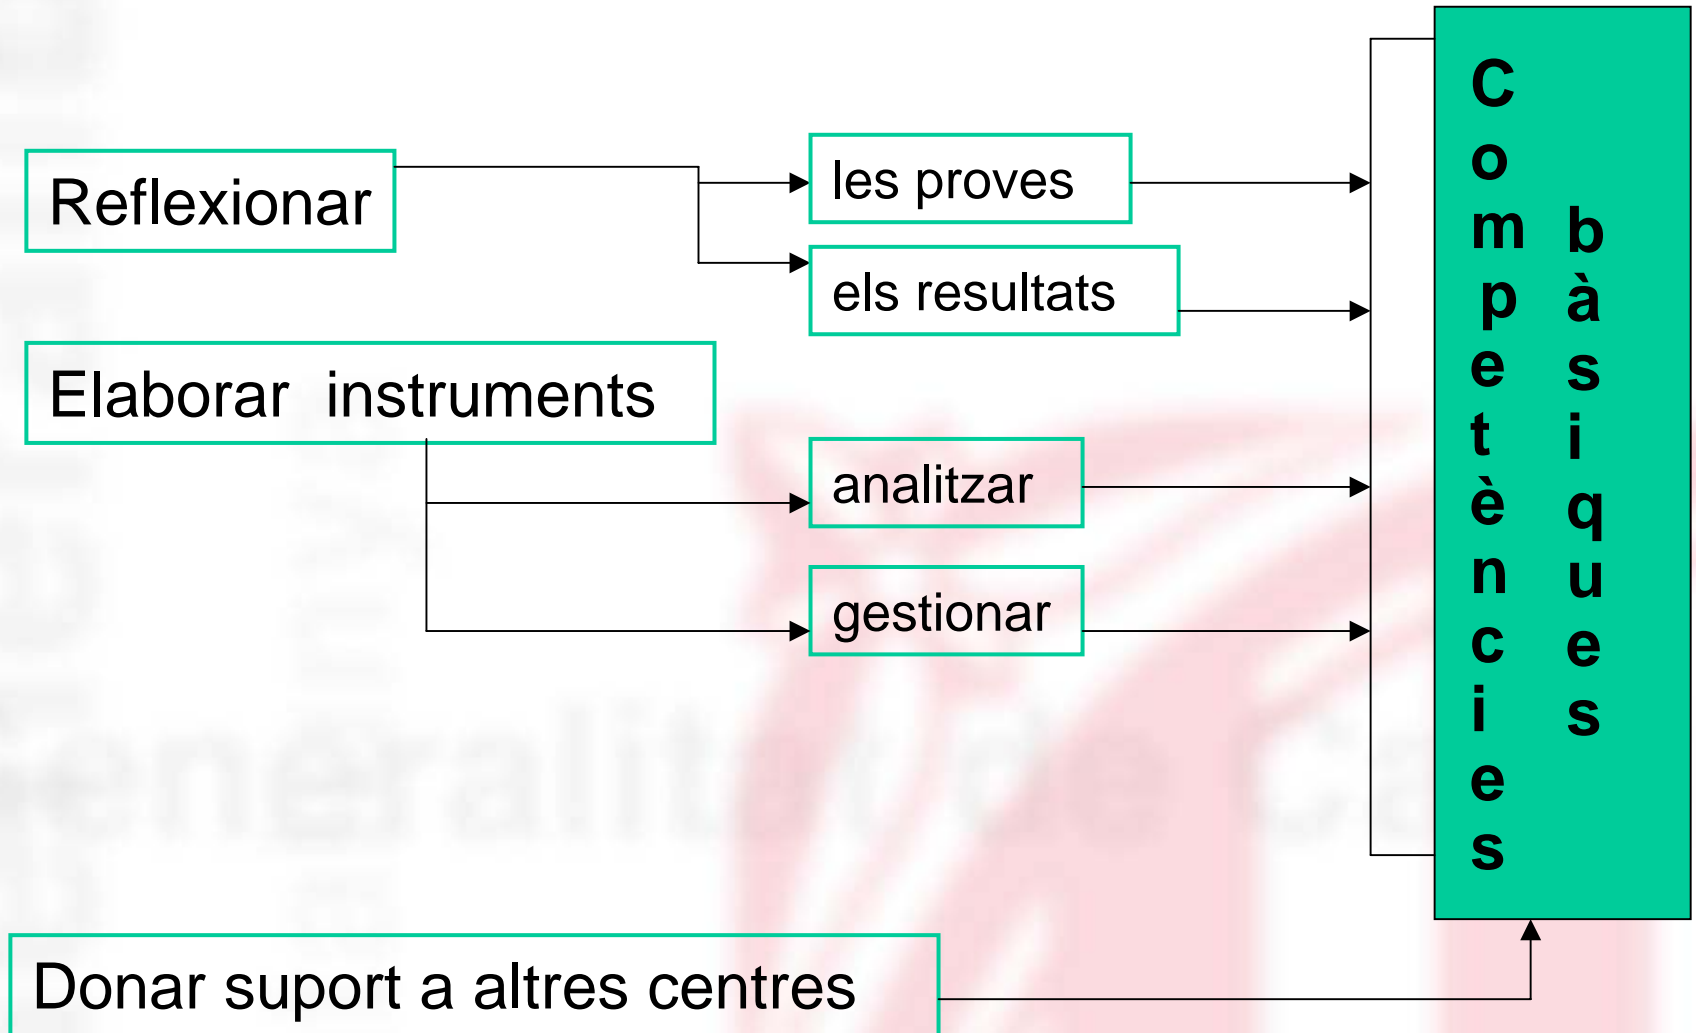 Reflexionar
les proves
els resultats
Elaborar instruments
analitzar
gestionar
Donar suport a altres centres
Competències
bàsiques